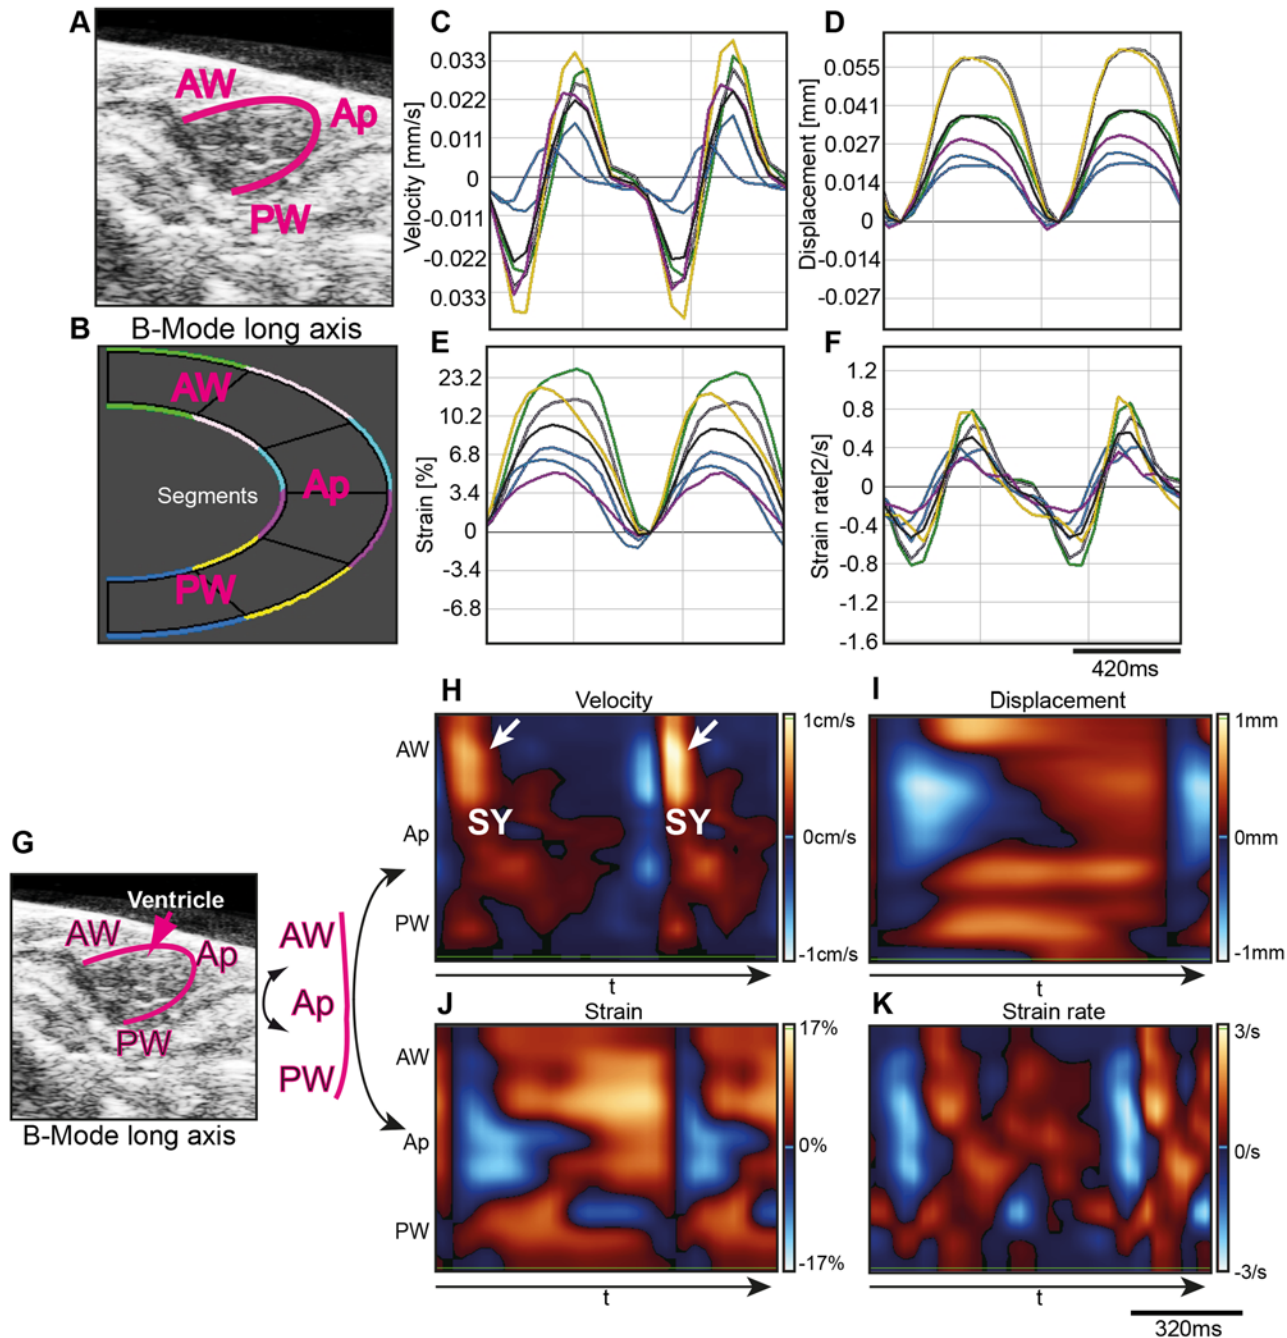 A
AW
Ap
PW
B-Mode long axis
B
AW
Segments
Ap
PW
C
Velocity [mm/s]
0.033
0.022
0.011
0
-0.011
-0.022
0.033
D
Displacement [mm]
0.055
0.041
0.027
0.014
0
-0.014
-0.027
E
Strain [%]
23.2
10.2
6.8
3.4
0
-3.4
-6.8
F
Strain rate[2/s]
1.2
0.8
0.4
0
-0.4
-0.8
-1.2
-1.6
420ms
G
Ventricle
AW
Ap
PW
B-Mode long axis
AW
Ap
PW
H
Velocity
AW
Ap
PW
SY
SY
1cm/s
0cm/s
-1cm/s
t
I
Displacement
1mm
0mm
-1mm
t
J
Strain
AW
Ap
PW
17%
0%
-17%
t
K
Strain rate
3/s
0/s
-3/s
t
320ms